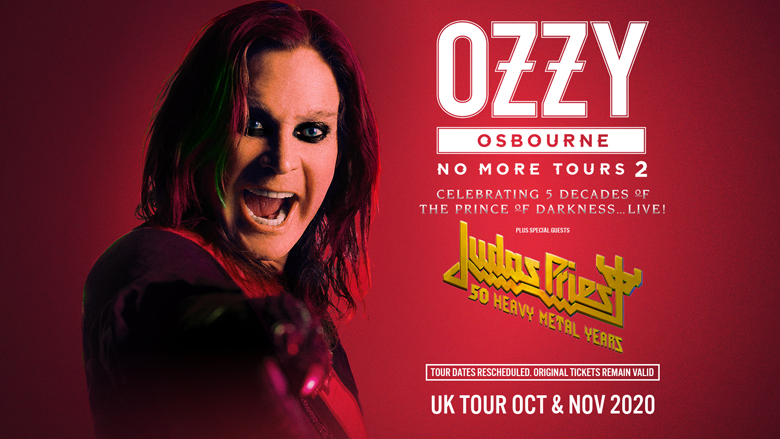 OZZY
OSBOURNE
NO MORE TOURS 2
CELEBRATING 5 DECADES OF
THE PRINCE OF DARKNESS...LIVE!
PLUS SPECIAL GUESTS
Judas Priest
50 HEAVY METAL YEARS
TOUR DATES RESCHEDULED. ORIGINAL TICKETS REMAIN VALID
UK TOUR OCT & NOV 2020